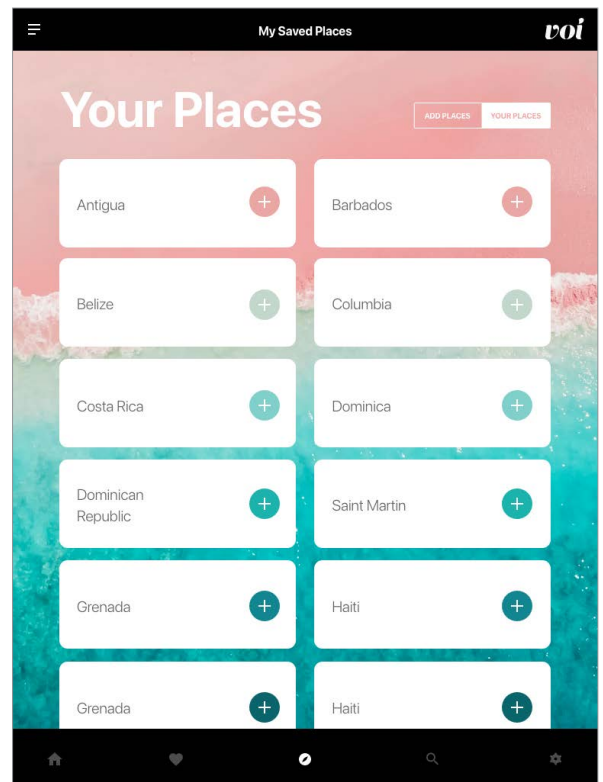 My Saved Places
voi
Your Places
ADD PLACES
YOUR PLACES
Antigua
Barbados
Belize
Columbia
Costa Rica
Dominica
Dominican
Republic
Saint Martin
Grenada
Haiti
Grenada
Haiti